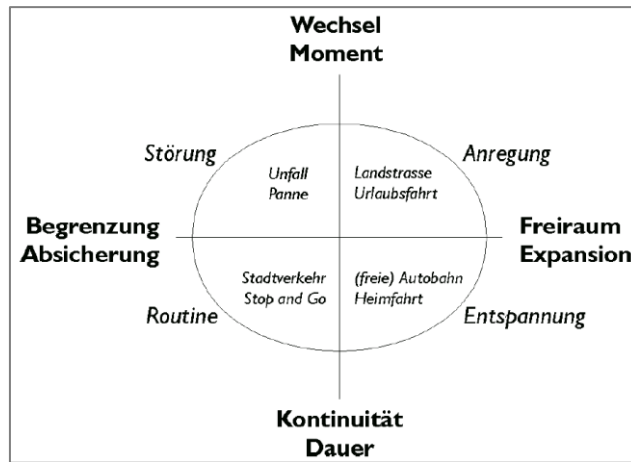 Wechsel
Moment
Störung
Anregung
Unfall
Panne
Landstrasse
Urlaubsfahrt
Begrenzung
Absicherung
Freiraum
Expansion
Stadtverkehr
Stop and Go
(freie) Autobahn
Heimfahrt
Routine
Entspannung
Kontinuität
Dauer